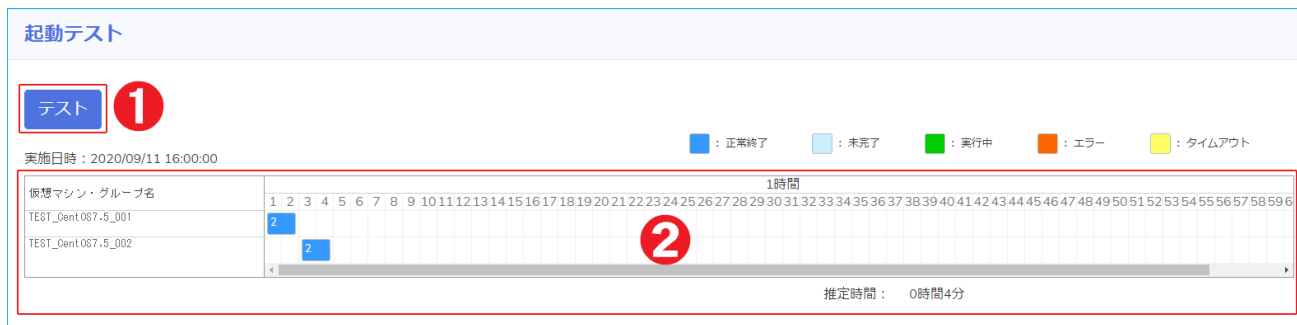 起動テスト
テスト
1
: 正常終了 : 未完了 : 実行中 : エラー : タイムアウト
実施日時：2020/09/11 16:00:00
仮想マシン・グループ名
1時間
1 2 3 4 5 6 7 8 9 10 11 12 13 14 15 16 17 18 19 20 21 22 23 24 25 26 27 28 29 30 31 32 33 34 35 36 37 38 39 40 41 42 43 44 45 46 47 48 49 50 51 52 53 54 55 56 57 58 59 6
TEST_CentOS7.5_001
2
TEST_CentOS7.5_002
2
2
推定時間： 0時間4分